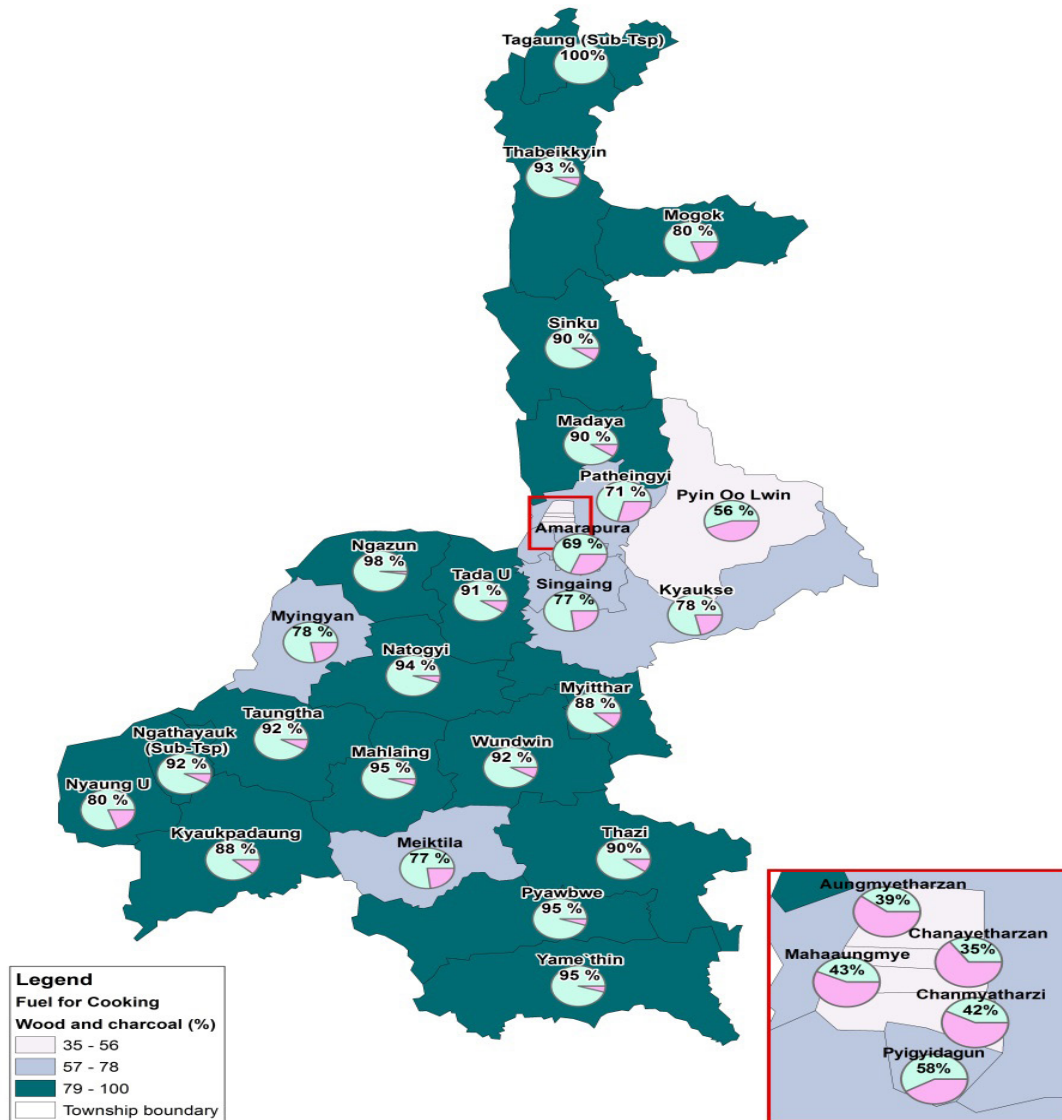 Tagaung (Sub-Tsp)
100%
Thabeikkyin
93 %
Mogok
80 %
Sinku
90 %
Madaya
90 %
Patheingyi
71 %
Pyin Oo Lwin
56 %
Amarapura
69 %
Ngazun
98 %
Tada U
91 %
Singaing
77 %
Kyaukse
78 %
Myingyan
78 %
Natogyi
94 %
Myitthar
88 %
Taungtha
92 %
Ngathayauk
(Sub-Tsp)
92 %
Mahlaing
95 %
Wundwin
92 %
Nyaung U
80 %
Kyaukpadaung
88 %
Meiktila
77 %
Thazi
90%
Pyawbwe
95 %
Yame`thin
95 %
Aungmyetharzan
39%
Chanayetharzan
35%
Mahaaungmye
43%
Chanmyatharzi
42%
Pyigyidagun
58%
Legend
Fuel for Cooking
Wood and charcoal (%)
35 - 56
57 - 78
79 - 100
Township boundary